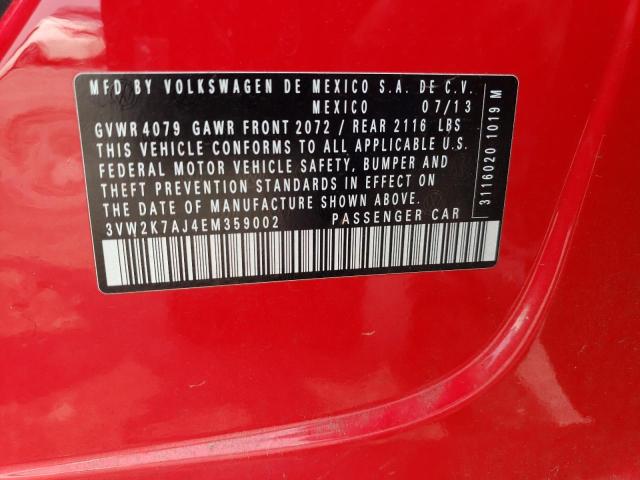 MFD BY VOLKSWAGEN DE MEXICO S.A. DE C.V.
MEXICO 07/13
GVWR 4079 GAWR FRONT 2072 / REAR 2116 LBS
THIS VEHICLE CONFORMS TO ALL APPLICABLE U.S.
FEDERAL MOTOR VEHICLE SAFETY, BUMPER AND
THEFT PREVENTION STANDARDS IN EFFECT ON
THE DATE OF MANUFACTURE SHOWN ABOVE.
3VW2K7AJ4EM359002 PASSENGER CAR
3116020 1019 M